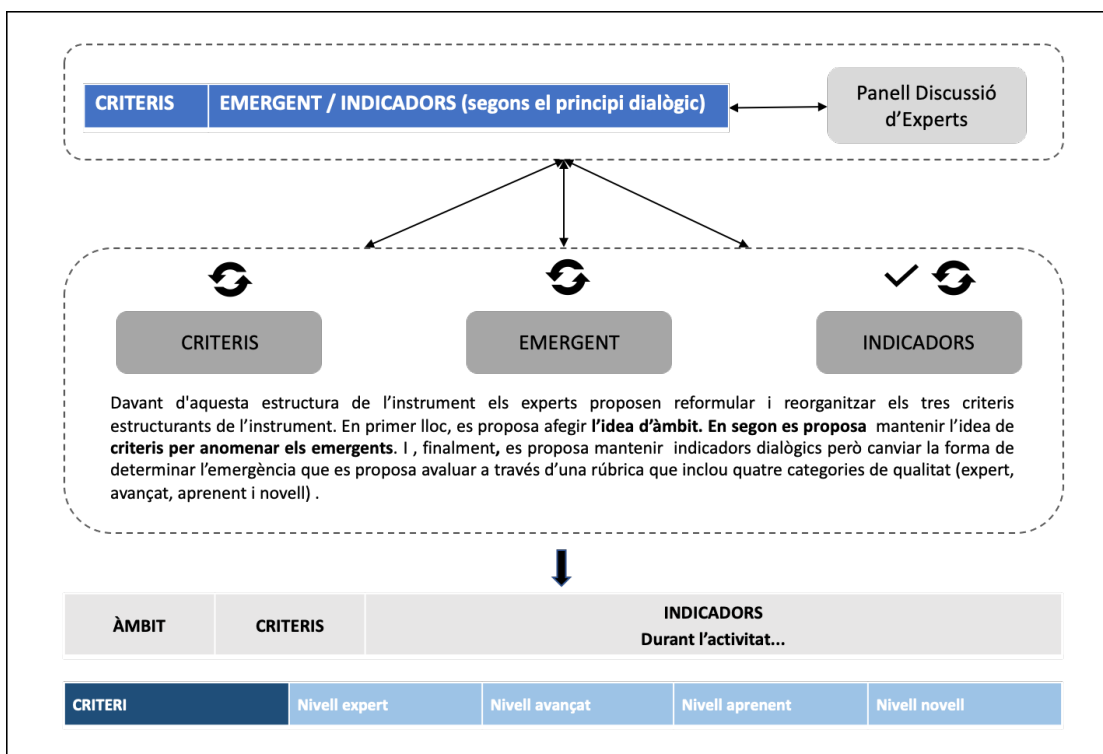 CRITERIS EMERGENT / INDICADORS (segons el principi dialògic)
Panell Discussió
d'Experts
CRITERIS
EMERGENT
INDICADORS
Davant d'aquesta estructura de l'instrument els experts proposen reformular i reorganitzar els tres criteris
estructurants de l'instrument. En primer lloc, es proposa afegir l'idea d'àmbit. En segon es proposa mantenir l'idea de
criteris per anomenar els emergents. I , finalment, es proposa mantenir indicadors dialògics però canviar la forma de
determinar l'emergència que es proposa avaluar a través d'una rúbrica que inclou quatre categories de qualitat (expert,
avançat, aprenent i novell) .
ÀMBIT CRITERIS INDICADORS
Durant l'activitat...
CRITERI Nivell expert Nivell avançat Nivell aprenent Nivell novell